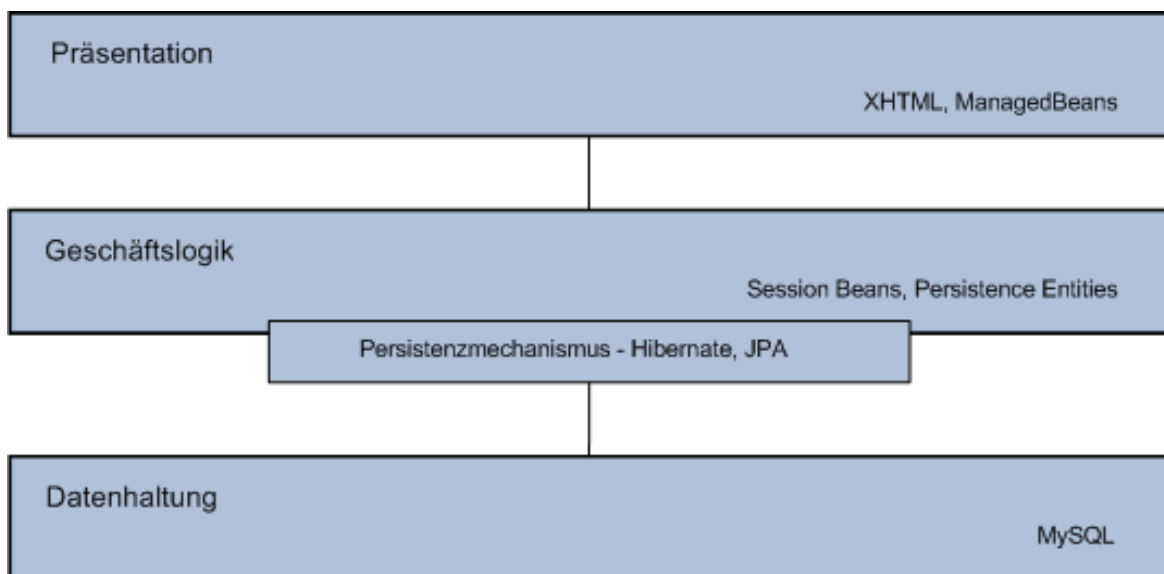 Präsentation
XHTML, ManagedBeans
Geschäftslogik
Session Beans, Persistence Entities
Persistenzmechanismus - Hibernate, JPA
Datenhaltung
MySQL